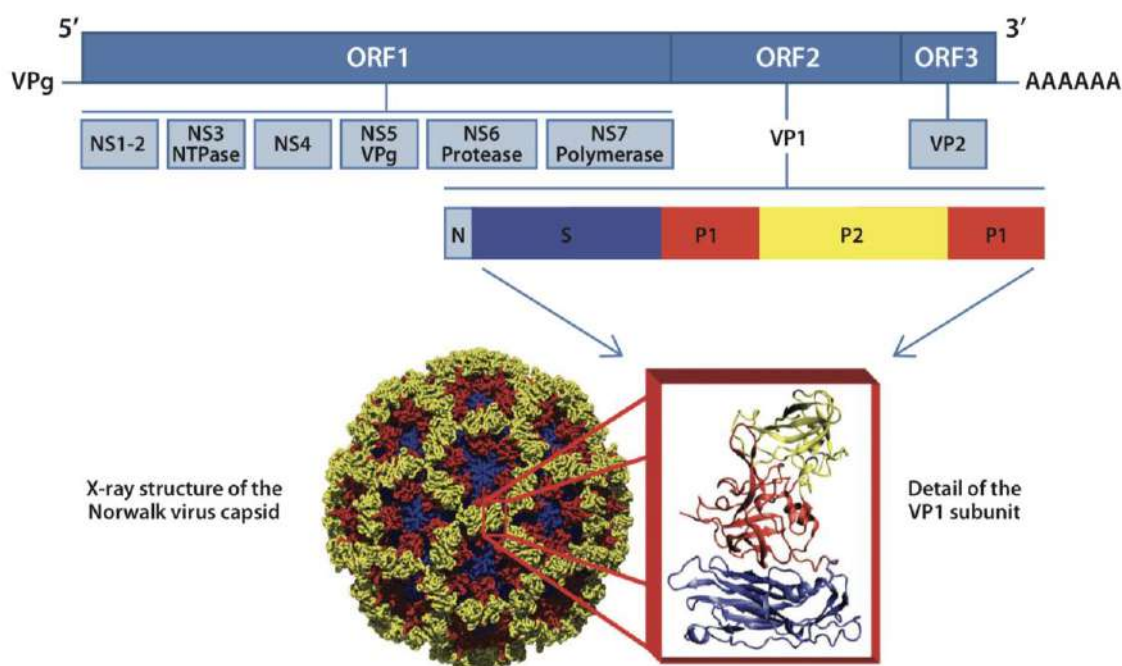 5′ 3′
ORF1 ORF2 ORF3
VPg AAAAAA
NS1-2 NS3 NTPase NS4 NS5 VPg NS6 Protease NS7 Polymerase VP1 VP2
N S P1 P2 P1
X-ray structure of the
Norwalk virus capsid
Detail of the
VP1 subunit